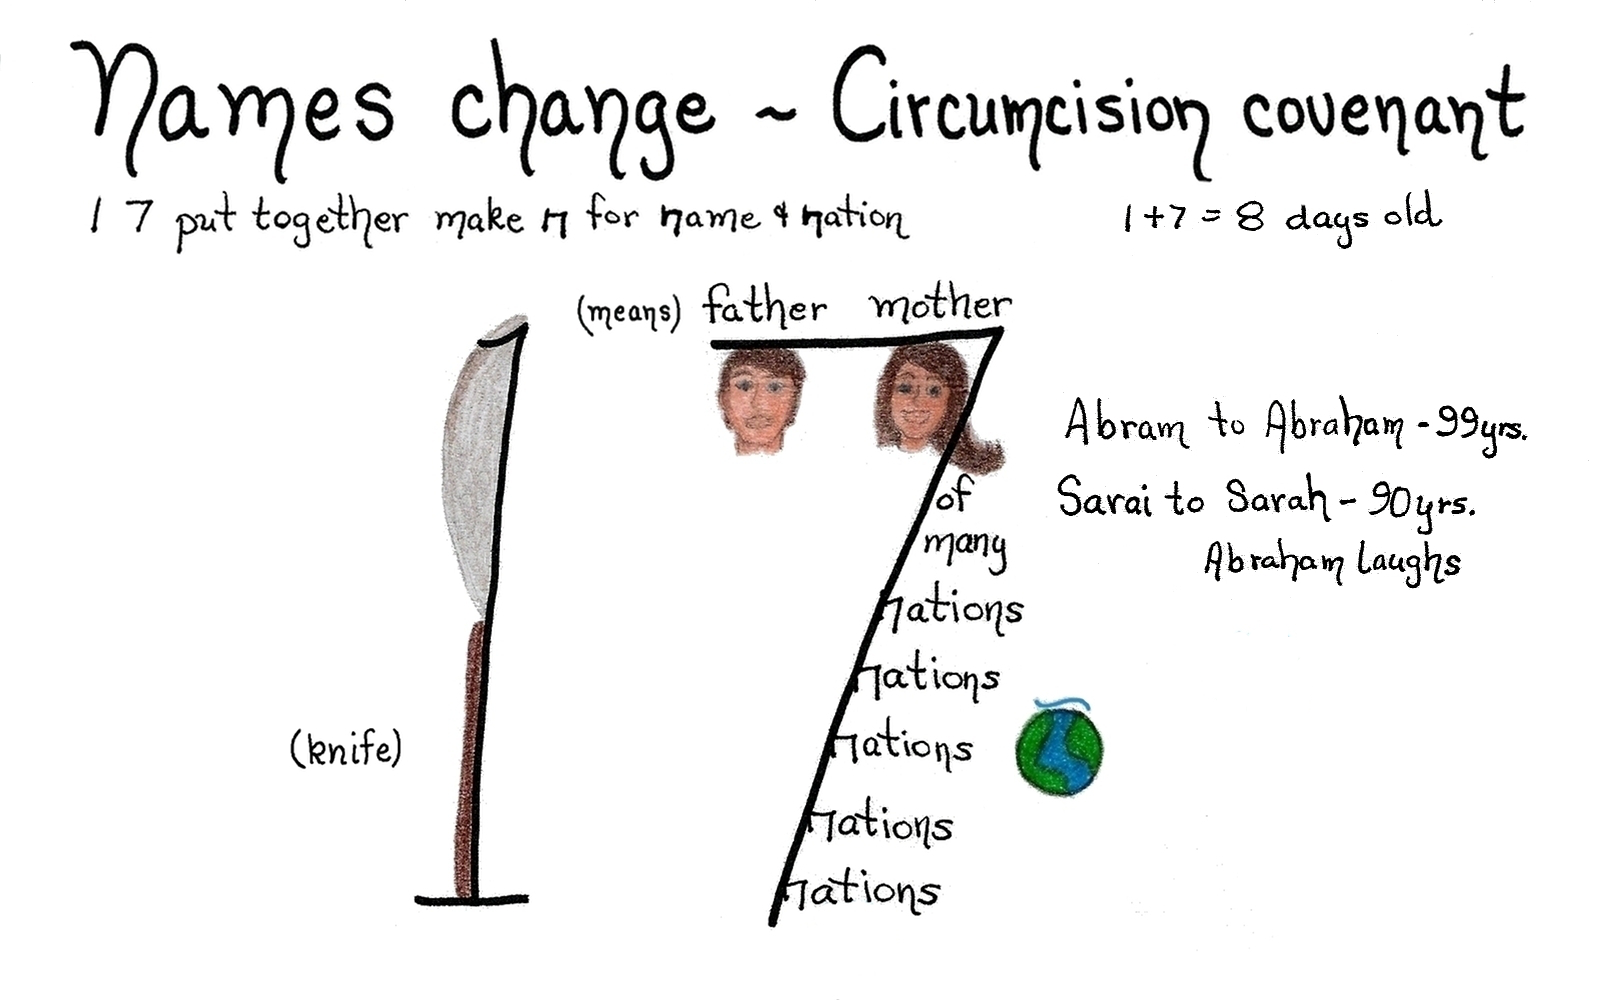 Names change ~ Circumcision covenant
1 7 put together make n for name & nation
1+7 = 8 days old
(means) father mother
17
Abram to Abraham - 99yrs.
Sarai to Sarah - 90yrs.
Abraham laughs
of
many
nations
nations
nations
nations
nations
(knife)